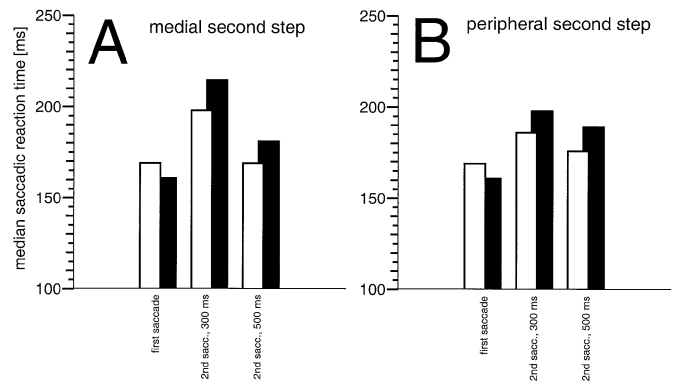 A
medial second step
median saccadic reaction time [ms]
250
200
150
100
first saccade
2nd sacc., 300 ms
2nd sacc., 500 ms
B
peripheral second step
250
200
150
100
first saccade
2nd sacc., 300 ms
2nd sacc., 500 ms